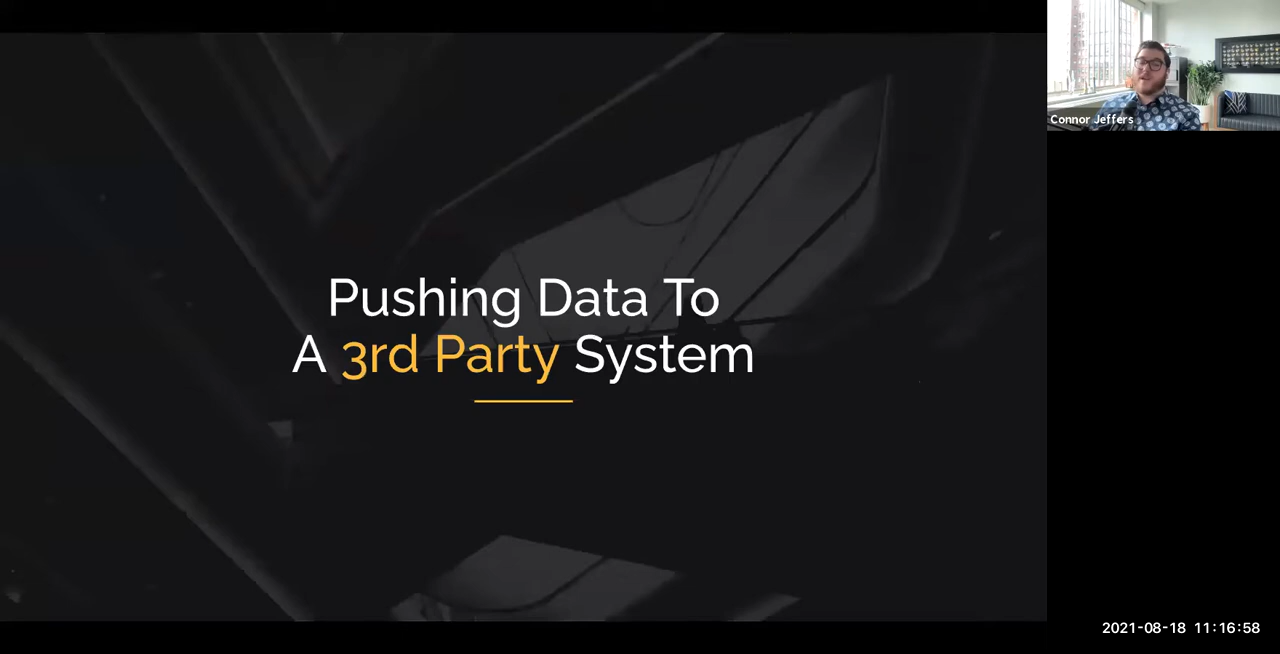 Pushing Data To
A 3rd Party System
Connor Jeffers
2021-08-18 11:16:58